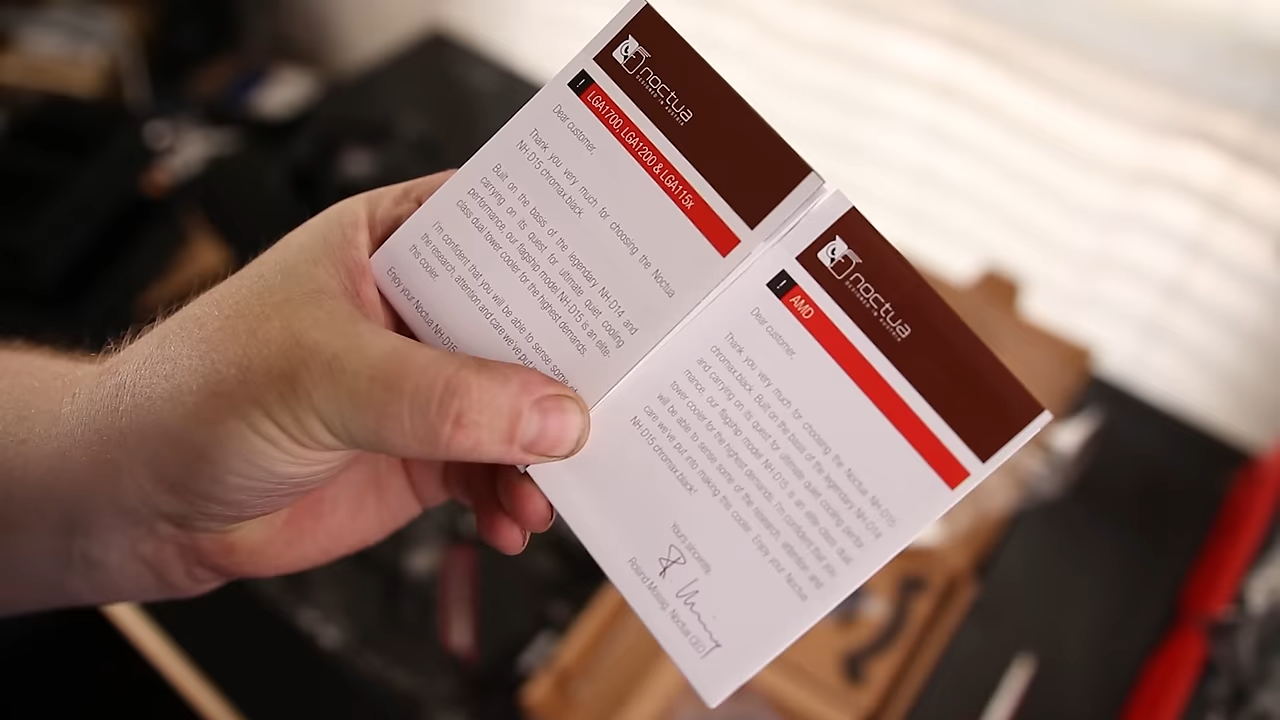 noctua
DESIGNED IN AUSTRIA
! LGA1700, LGA1200 & LGA115x
Dear customer,
Thank you very much for choosing the Noctua
NH-D15 chromax.black.
Built on the basis of the legendary NH-D14 and
carrying on its quest for ultimate quiet cooling
performance, our flagship model NH-D15 is an elite-
class dual tower cooler for the highest demands.
I'm confident that you will be able to sense some of
the research, attention and care we've put
this cooler.
Enjoy your Noctua NH-D15
noctua
DESIGNED IN AUSTRIA
! AMD
Dear customer,
Thank you very much for choosing the Noctua NH-D15
chromax.black. Built on the basis of the legendary NH-D14
and carrying on its quest for ultimate quiet cooling perfor-
mance, our flagship model NH-D15 is an elite-class dual
tower cooler for the highest demands. I'm confident that you
will be able to sense some of the research, attention and
care we've put into making this cooler. Enjoy your Noctua
NH-D15 chromax.black!
Yours sincerely,
Roland Mossig, Noctua CEO